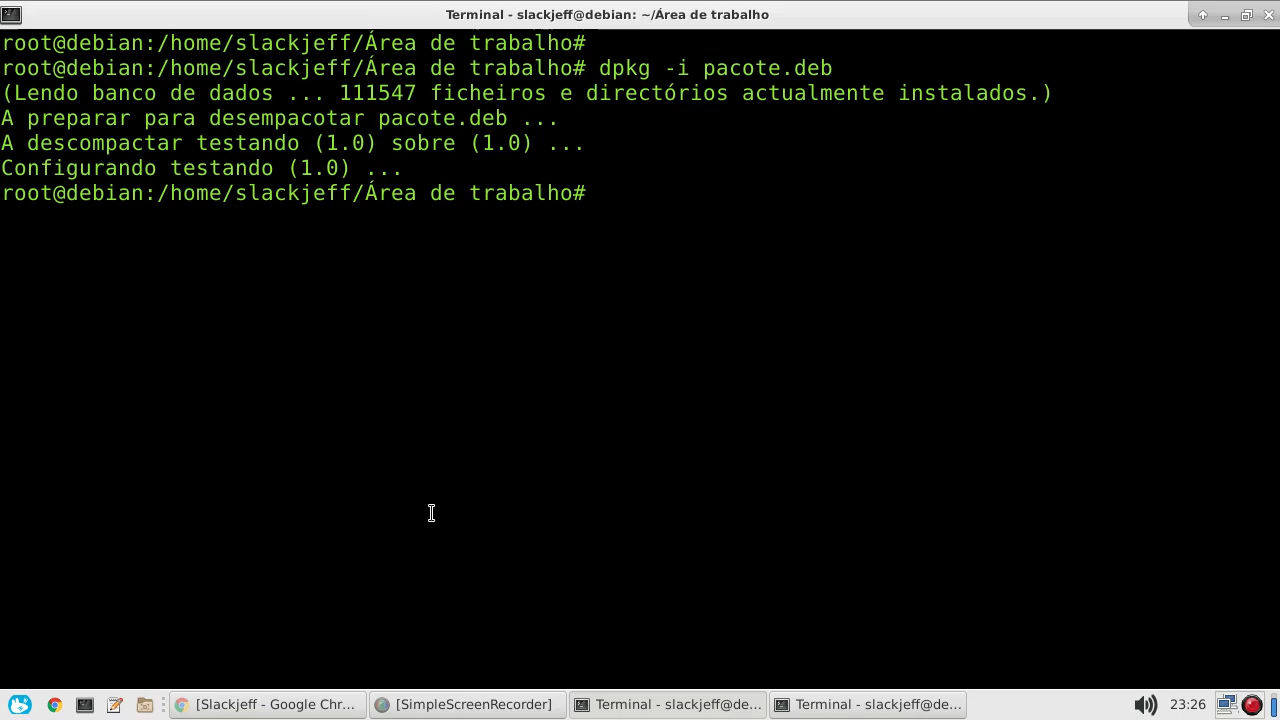 Terminal - slackjeff@debian: ~/Área de trabalho
root@debian:/home/slackjeff/Área de trabalho#
root@debian:/home/slackjeff/Área de trabalho# dpkg -i pacote.deb
(Lendo banco de dados ... 111547 ficheiros e directórios actualmente instalados.)
A preparar para desempacotar pacote.deb ...
A descompactar testando (1.0) sobre (1.0) ...
Configurando testando (1.0) ...
root@debian:/home/slackjeff/Área de trabalho#
[Slackjeff - Google Chr... [SimpleScreenRecorder] Terminal - slackjeff@de... Terminal - slackjeff@de... 23:26